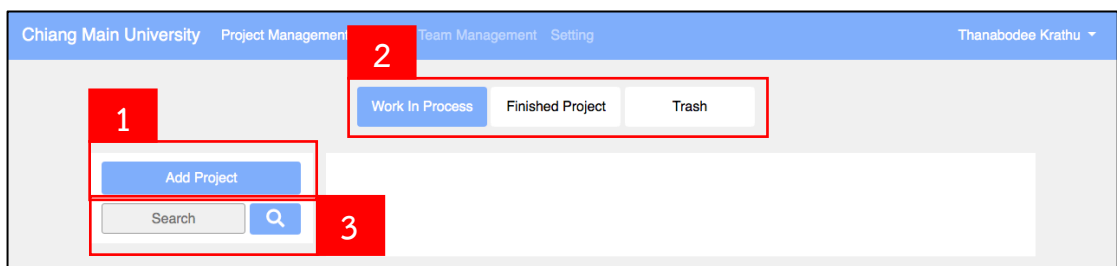 Chiang Main University Project Management Team Management Setting Thanabodee Krathu
2
Work In Process Finished Project Trash
1
Add Project
Search
3